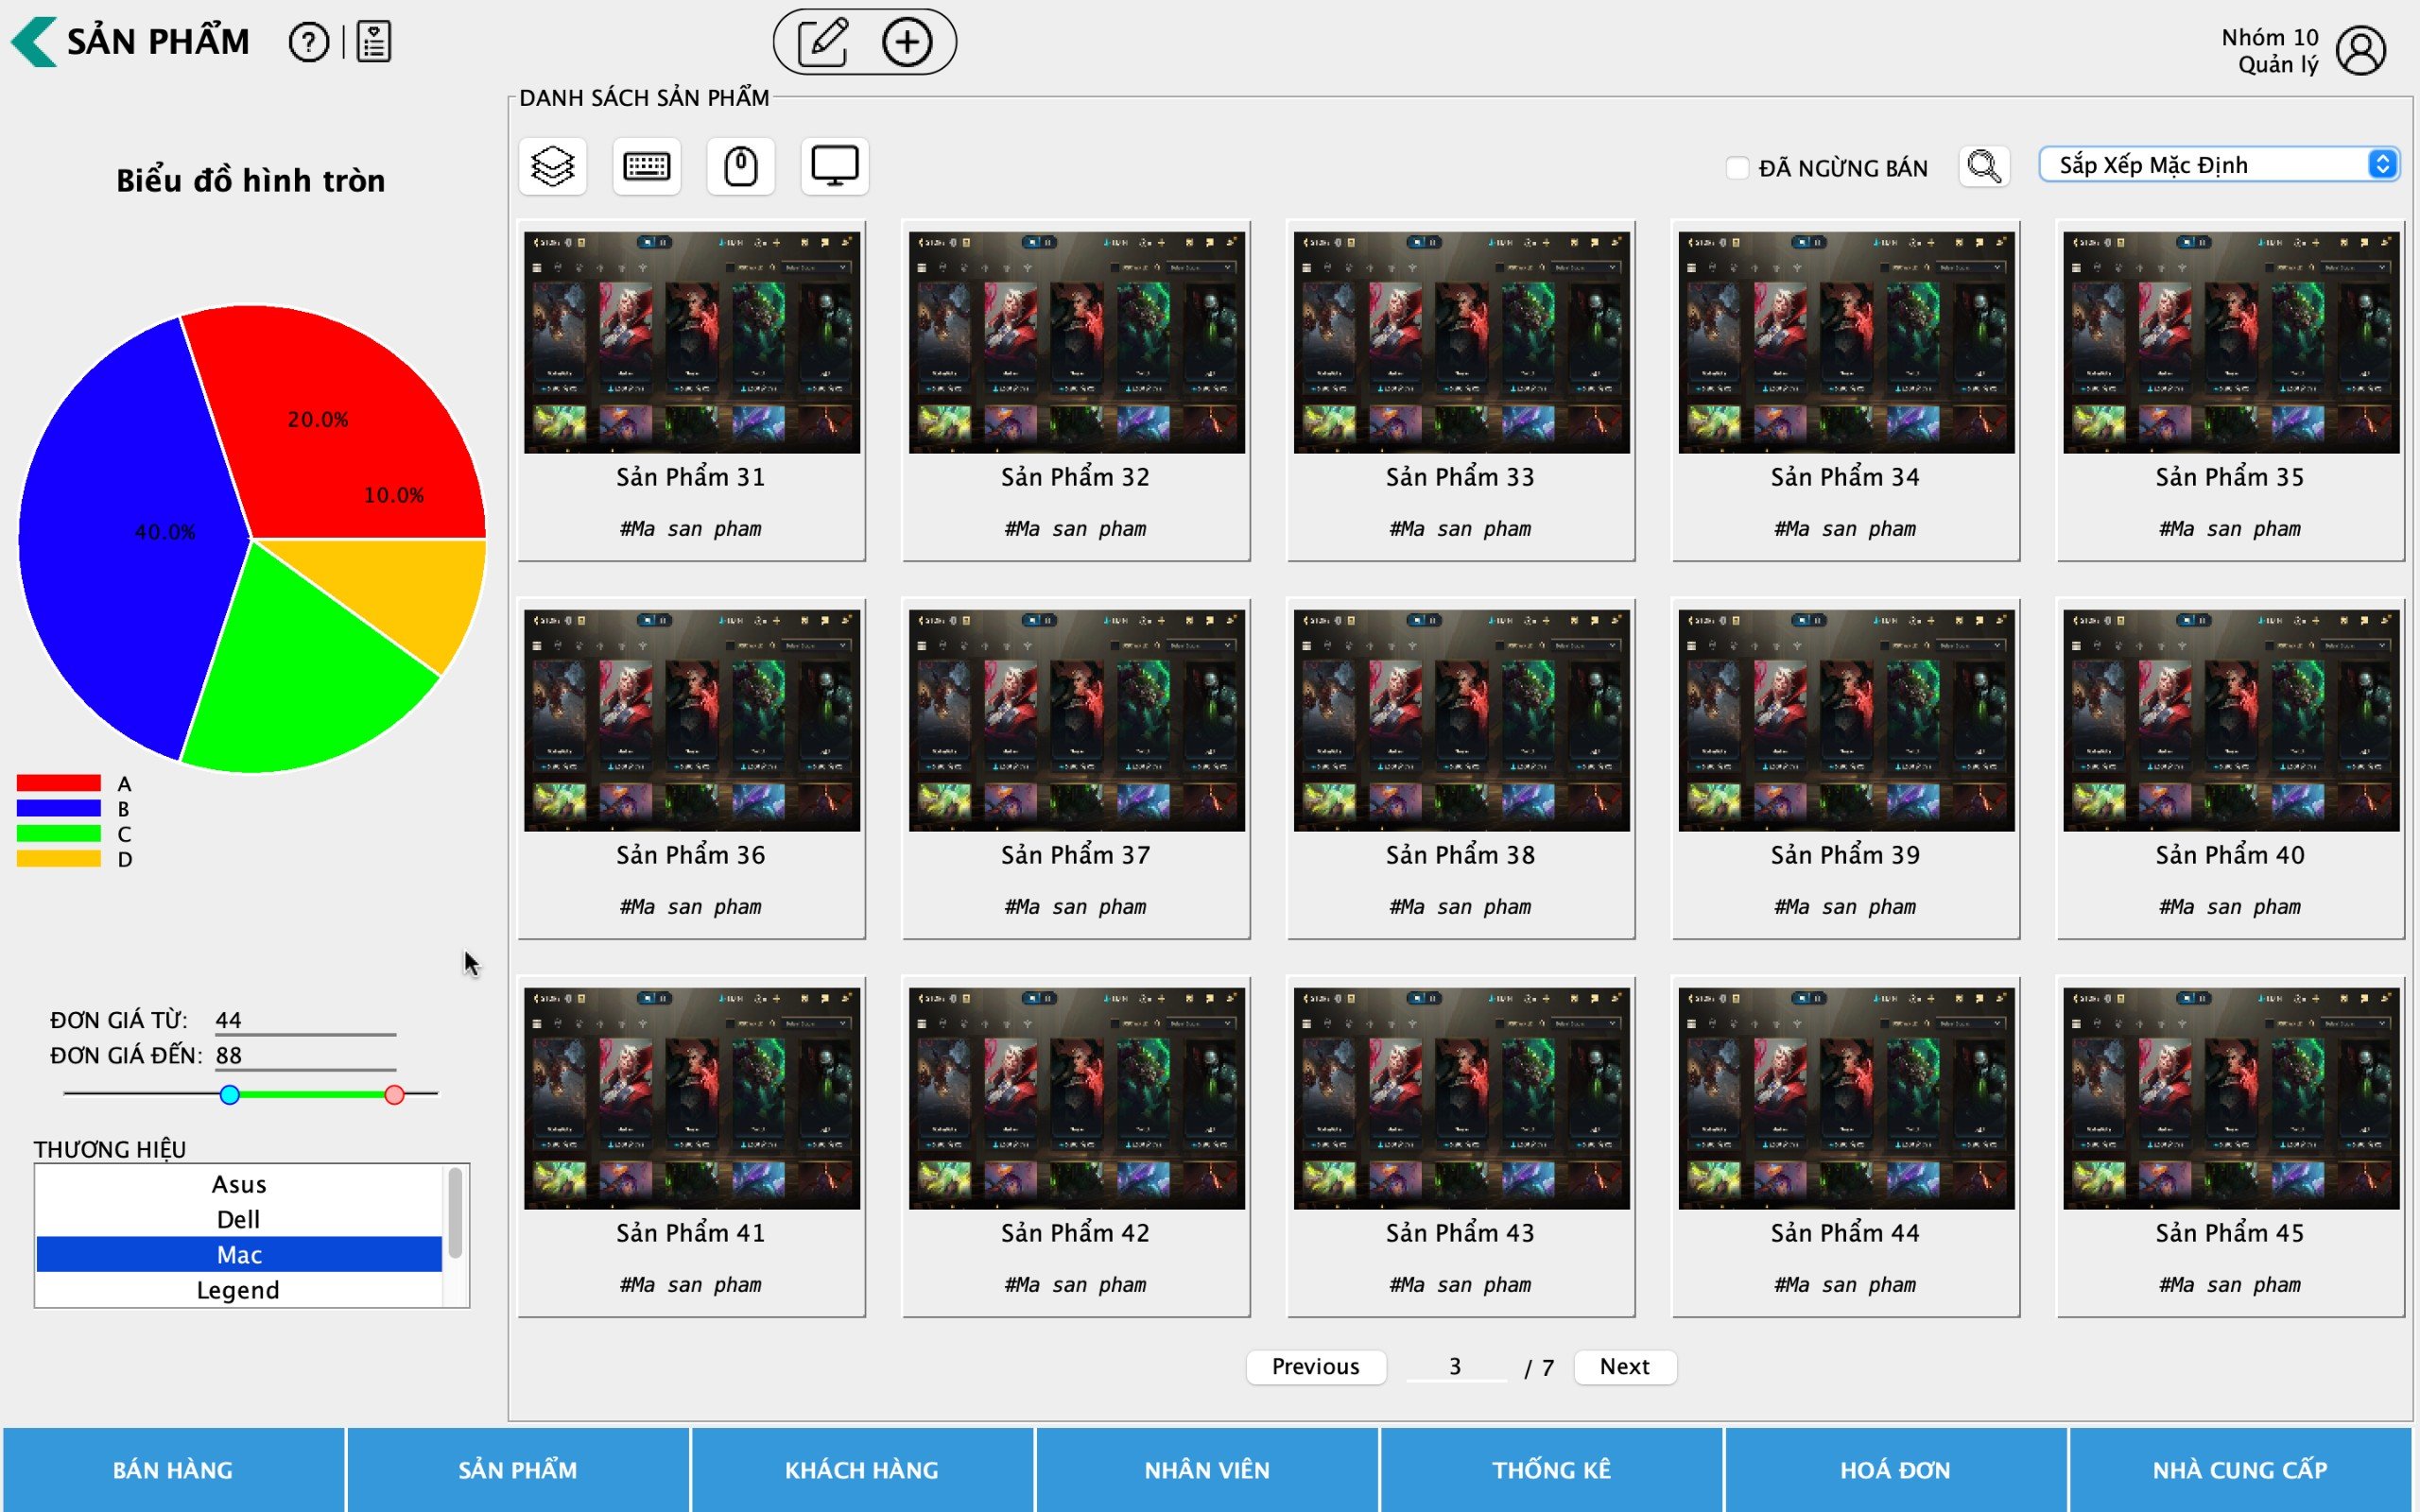 SẢN PHẨM
Nhóm 10
Quản lý
Biểu đồ hình tròn
20.0%
10.0%
40.0%
A
B
C
D
ĐƠN GIÁ TỪ: 44
ĐƠN GIÁ ĐẾN: 88
THƯƠNG HIỆU
Asus
Dell
Mac
Legend
DANH SÁCH SẢN PHẨM
ĐÃ NGỪNG BÁN
Sắp Xếp Mặc Định
Sản Phẩm 31 Sản Phẩm 32 Sản Phẩm 33 Sản Phẩm 34 Sản Phẩm 35
#Ma san pham #Ma san pham #Ma san pham #Ma san pham #Ma san pham
Sản Phẩm 36 Sản Phẩm 37 Sản Phẩm 38 Sản Phẩm 39 Sản Phẩm 40
#Ma san pham #Ma san pham #Ma san pham #Ma san pham #Ma san pham
Sản Phẩm 41 Sản Phẩm 42 Sản Phẩm 43 Sản Phẩm 44 Sản Phẩm 45
#Ma san pham #Ma san pham #Ma san pham #Ma san pham #Ma san pham
Previous 3 / 7 Next
BÁN HÀNG SẢN PHẨM KHÁCH HÀNG NHÂN VIÊN THỐNG KÊ HOÁ ĐƠN NHÀ CUNG CẤP